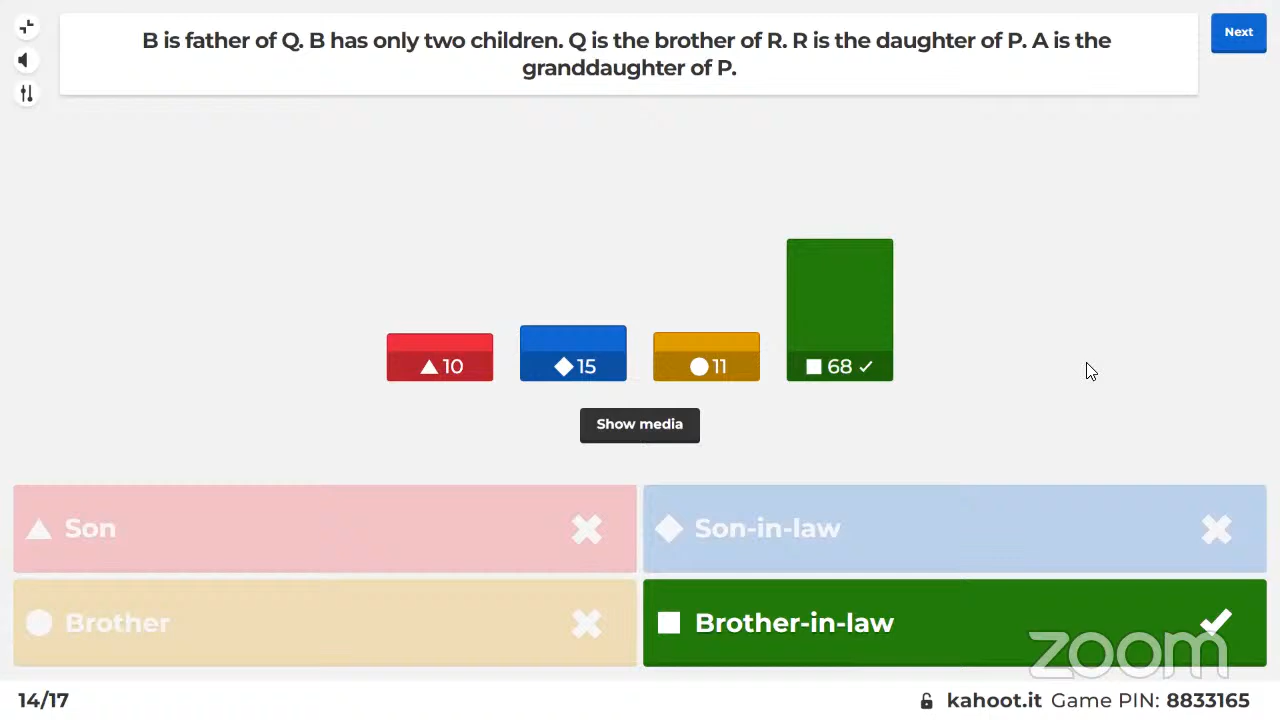 B is father of Q. B has only two children. Q is the brother of R. R is the daughter of P. A is the
granddaughter of P.
Next
10
15
11
68
Show media
Son
Son-in-law
Brother
Brother-in-law
zoom
14/17
kahoot.it Game PIN: 8833165